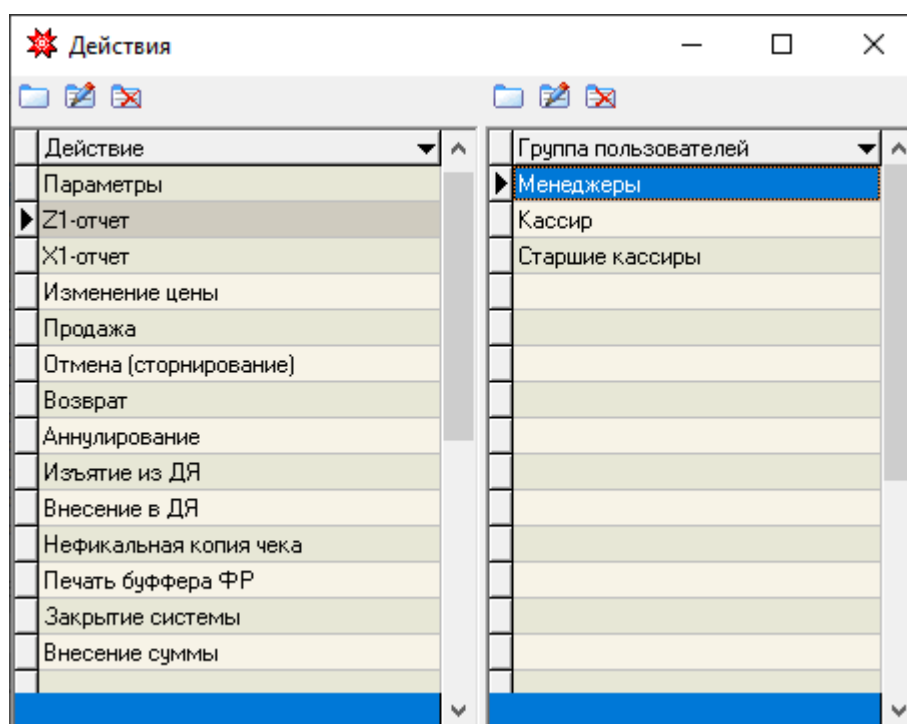 Действия
Действие
Параметры
Z1-отчет
X1-отчет
Изменение цены
Продажа
Отмена (сторнирование)
Возврат
Аннулирование
Изъятие из ДЯ
Внесение в ДЯ
Нефикальная копия чека
Печать буффера ФР
Закрытие системы
Внесение суммы
Группа пользователей
Менеджеры
Кассир
Старшие кассиры